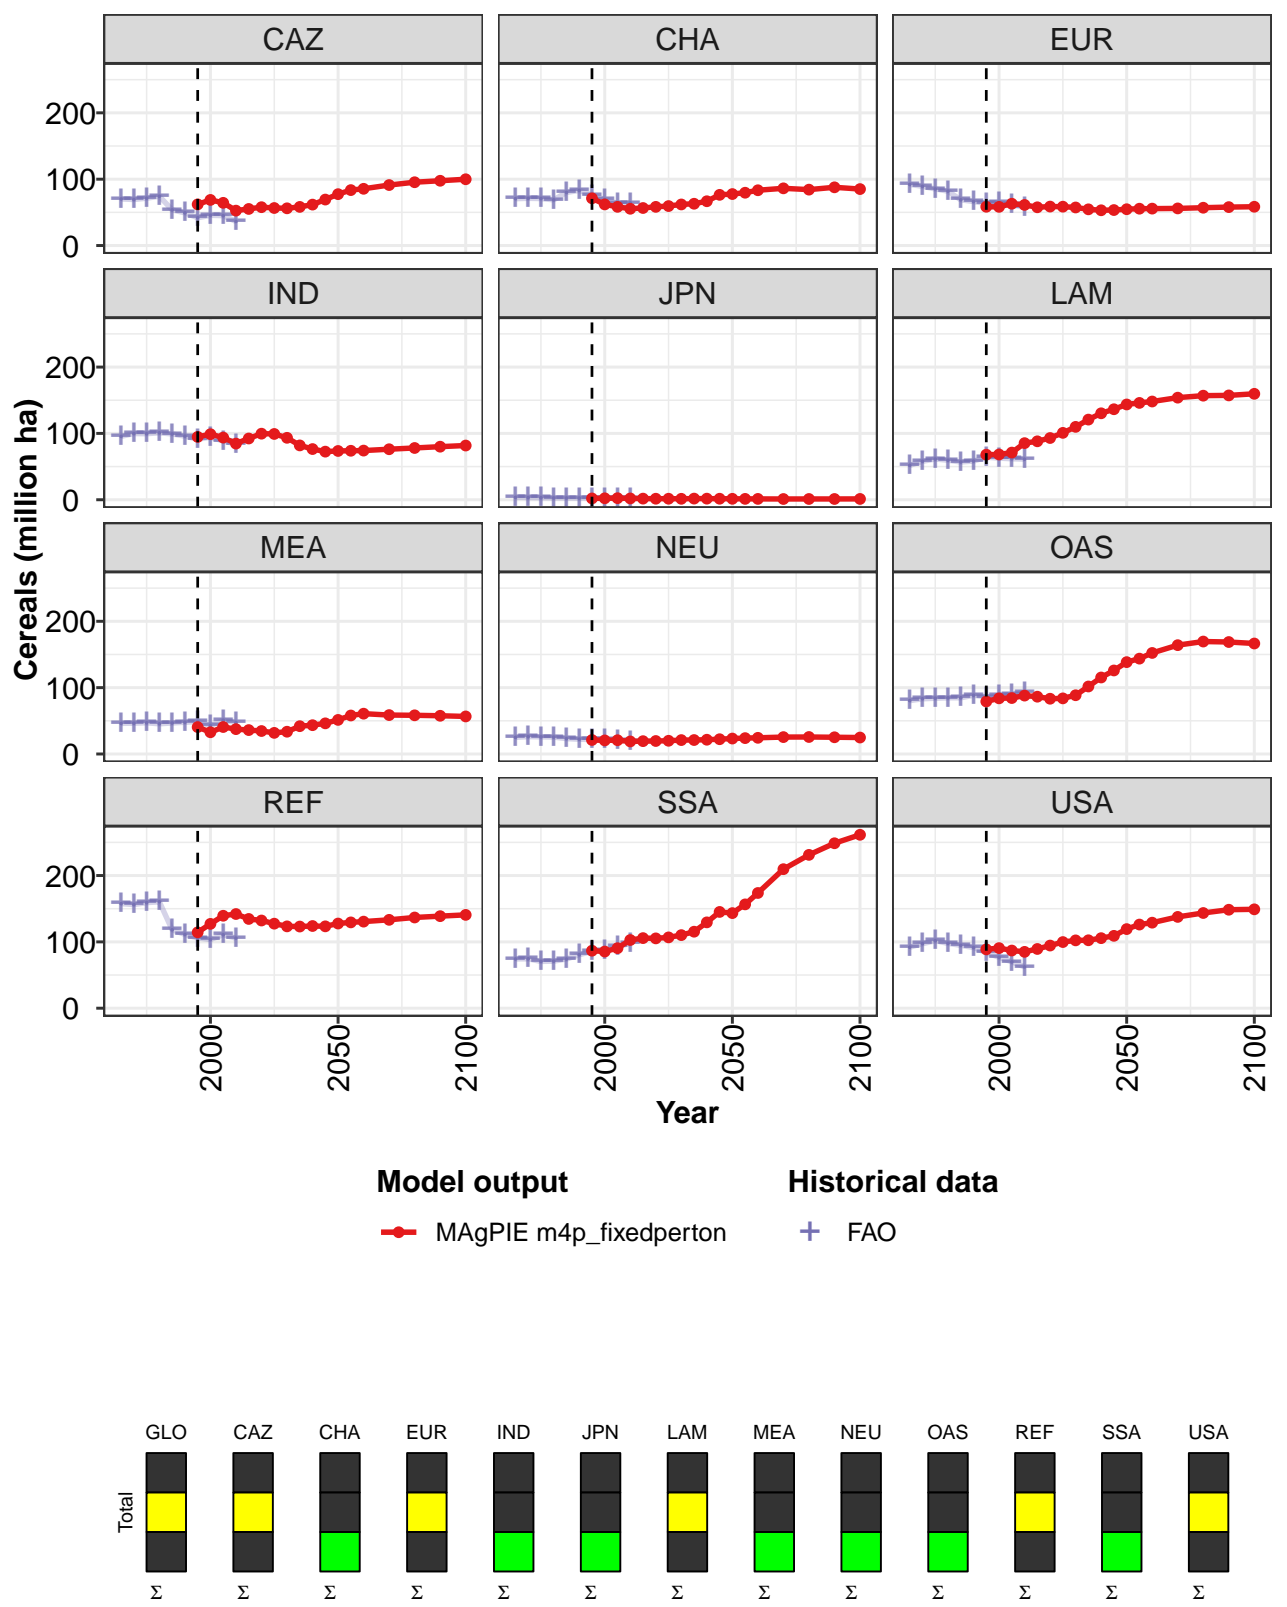 CAZ CHA EUR
200
100
0
IND JPN LAM
200
100
0
MEA NEU OAS
200
100
0
REF SSA USA
200
100
0
Cereals (million ha)
2000 2050 2100 2000 2050 2100 2000 2050 2100
Year
Model output Historical data
MAgPIE m4p_fixedperton FAO
GLO CAZ CHA EUR IND JPN LAM MEA NEU OAS REF SSA USA
Total
Σ Σ Σ Σ Σ Σ Σ Σ Σ Σ Σ Σ Σ